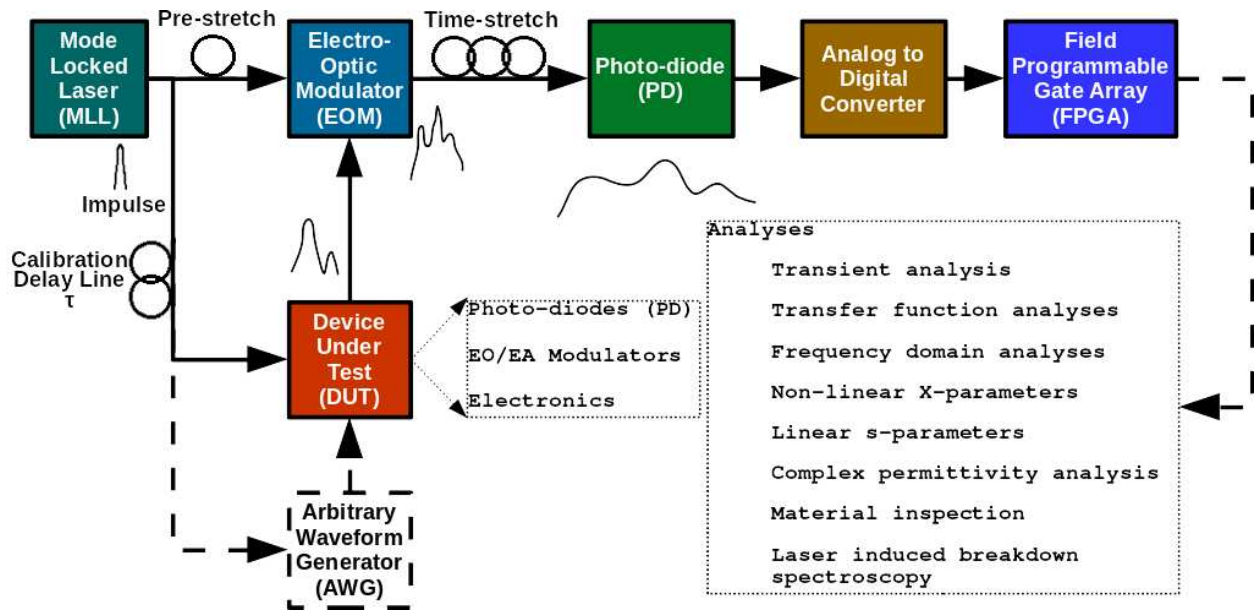 Pre-stretch
Time-stretch
Mode
Locked
Laser
(MLL)
Electro-
Optic
Modulator
(EOM)
Photo-diode
(PD)
Analog to
Digital
Converter
Field
Programmable
Gate Array
(FPGA)
Impulse
Calibration
Delay Line
τ
Device
Under
Test
(DUT)
Photo-diodes (PD)
EO/EA Modulators
Electronics
Arbitrary
Waveform
Generator
(AWG)
Analyses
Transient analysis
Transfer function analyses
Frequency domain analyses
Non-linear X-parameters
Linear s-parameters
Complex permittivity analysis
Material inspection
Laser induced breakdown
spectroscopy